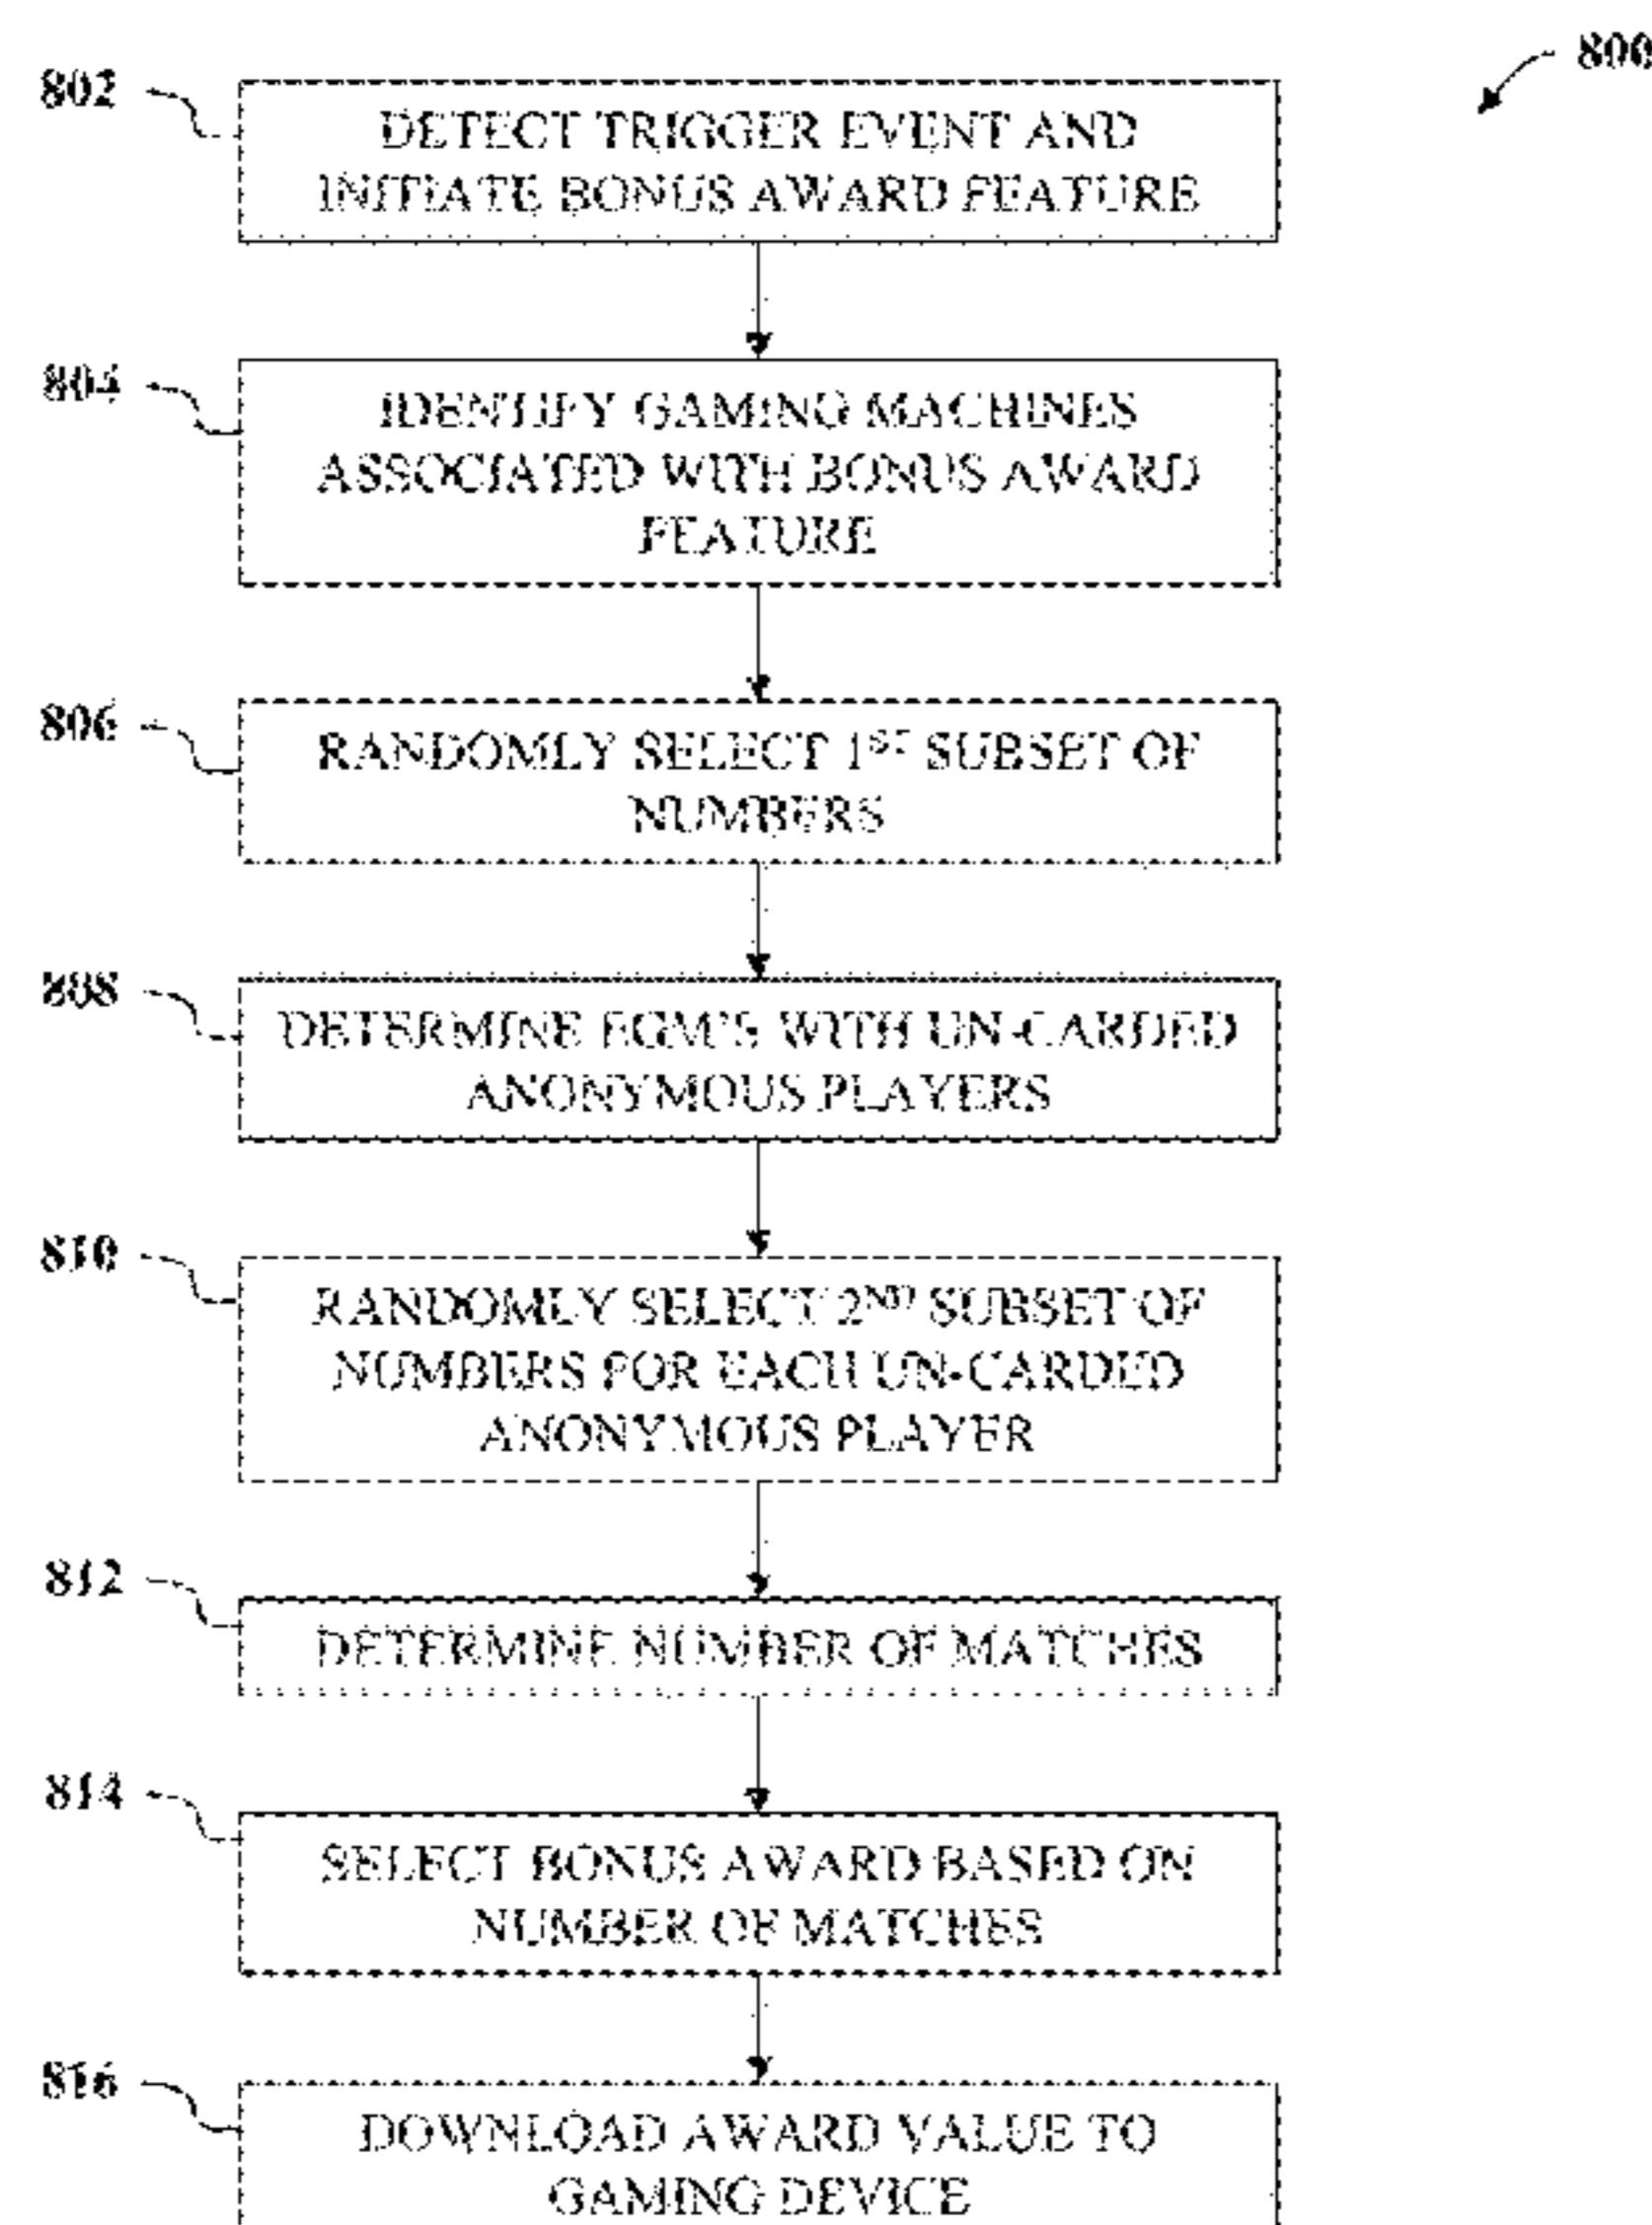 800
802
DETECT TRIGGER EVENT AND
INITIATE BONUS AWARD FEATURE
804
IDENTIFY GAMING MACHINES
ASSOCIATED WITH BONUS AWARD
FEATURE
806
RANDOMLY SELECT 1ST SUBSET OF
NUMBERS
808
DETERMINE EGM'S WITH UN-CARDED
ANONYMOUS PLAYERS
810
RANDOMLY SELECT 2ND SUBSET OF
NUMBERS FOR EACH UN-CARDED
ANONYMOUS PLAYER
812
DETERMINE NUMBER OF MATCHES
814
SELECT BONUS AWARD BASED ON
NUMBER OF MATCHES
816
DOWNLOAD AWARD VALUE TO
GAMING DEVICE